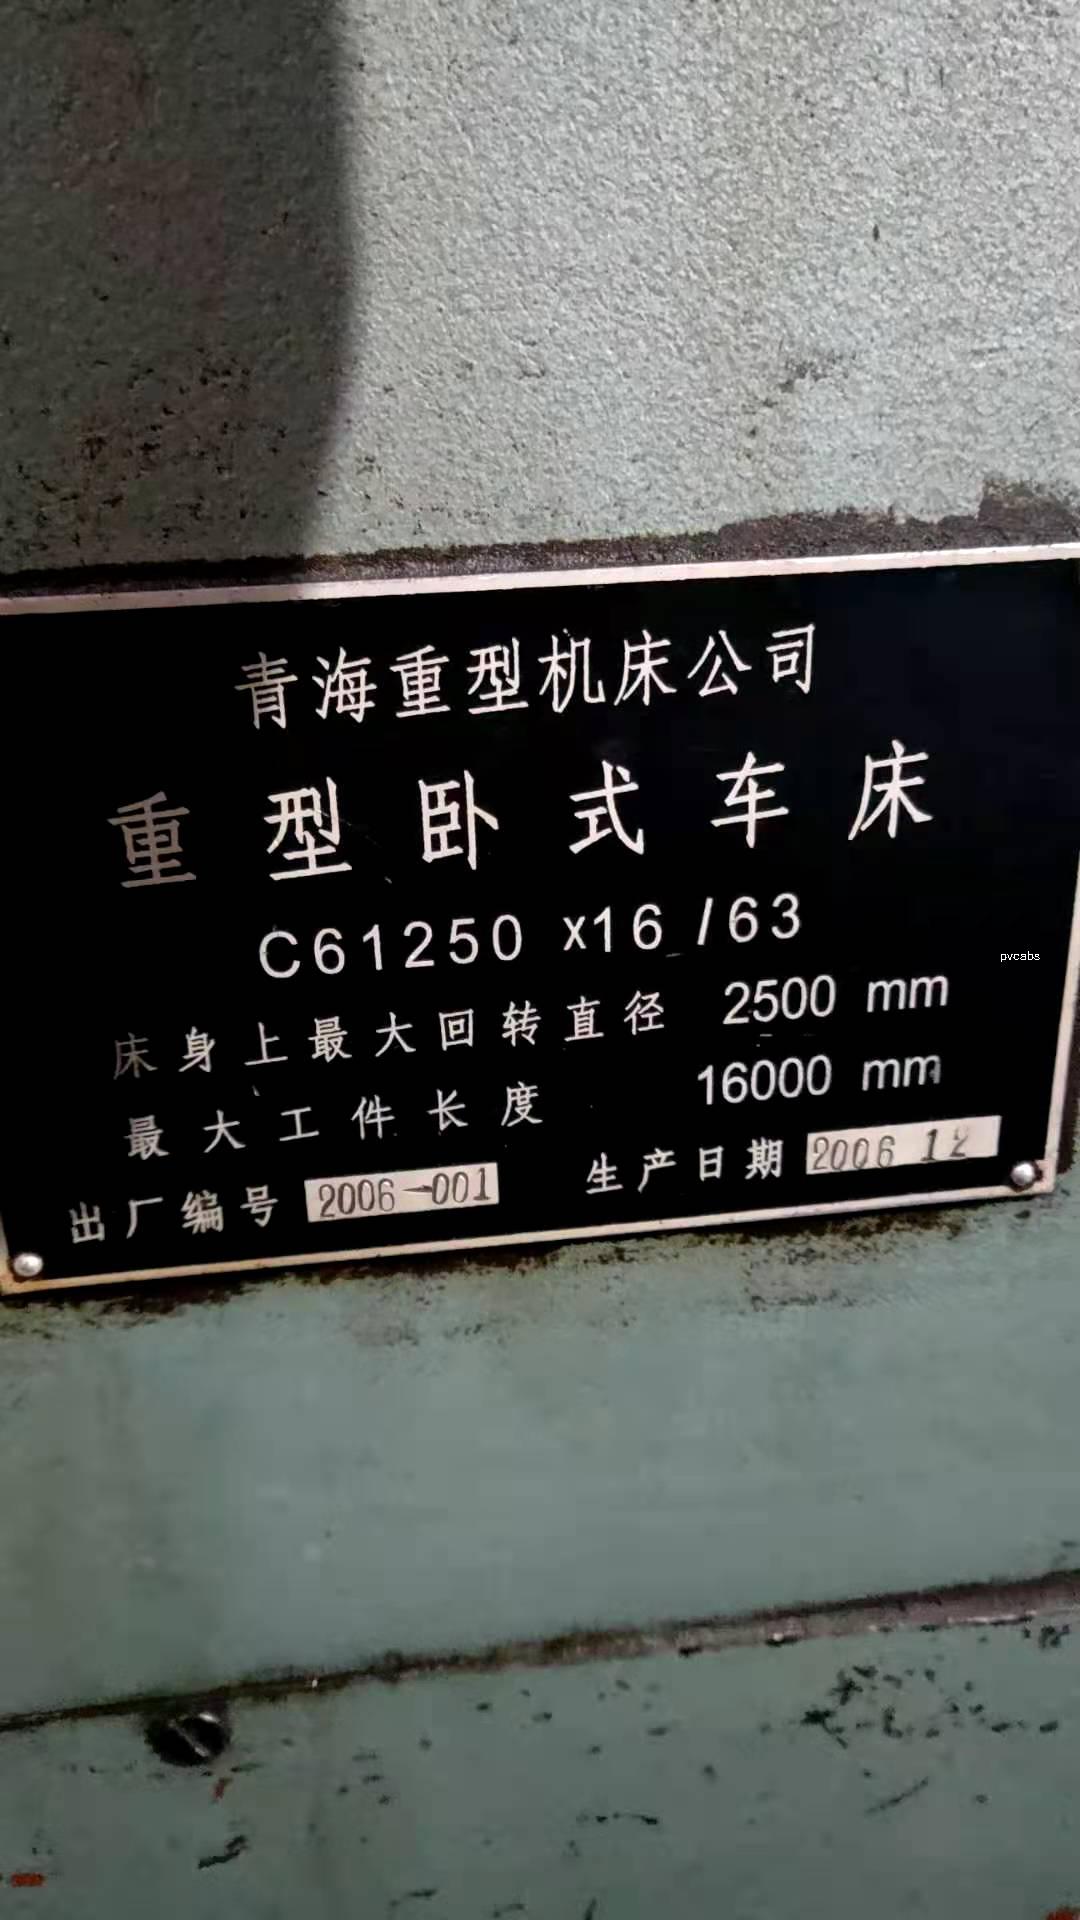 青海重型机床公司
重型卧式车床
C61250 x16 /63
床身上最大回转直径 2500 mm
最大工件长度 16000 mm
出厂编号 2006-001 生产日期 2006 12
pvcabs